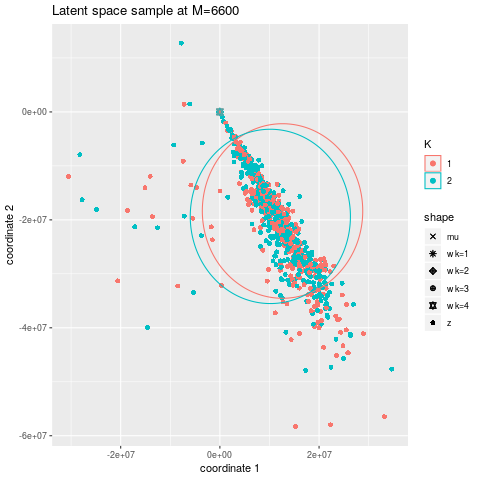 Latent space sample at M=6600
0e+00
-2e+07
-4e+07
-6e+07
coordinate 2
-2e+07 0e+00 2e+07
coordinate 1
K
1
2
shape
mu
w k=1
w k=2
w k=3
w k=4
z